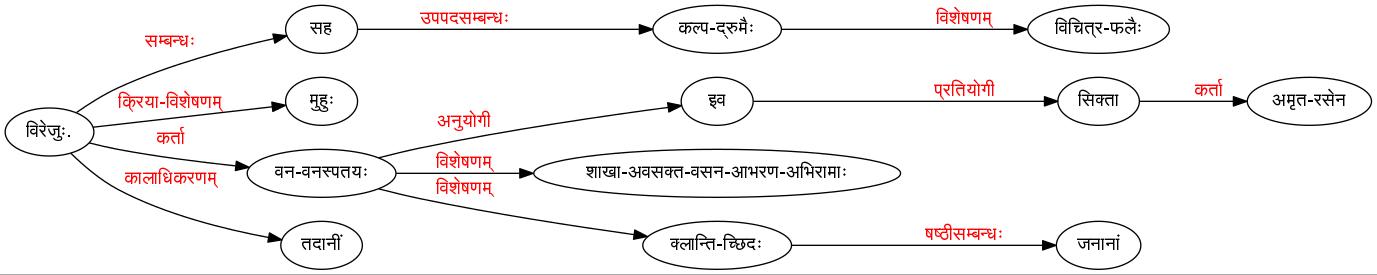 सह
उपपदसम्बन्धः
कल्प-द्रुमैः
विशेषणम्
विचित्र-फलैः
सम्बन्धः
क्रिया-विशेषणम्
मुहुः
इव
प्रतियोगी
सिक्ता
कर्ता
अमृत-रसेन
विरेजुः.
कर्ता
अनुयोगी
वन-वनस्पतयः
विशेषणम्
शाखा-अवसक्त-वसन-आभरण-अभिरामाः
विशेषणम्
कालाधिकरणम्
तदानीं
क्लान्ति-च्छिदः
षष्ठीसम्बन्धः
जनानां